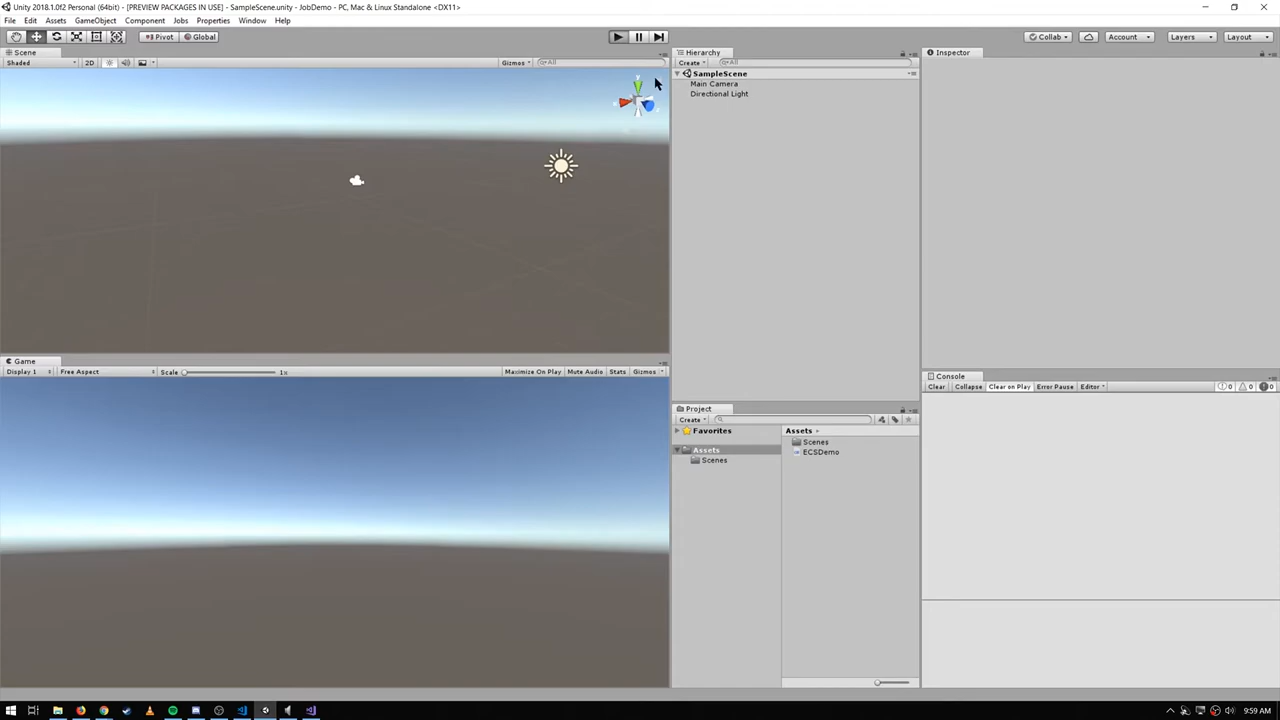 Unity 2018.1.0f2 Personal (64bit) - [PREVIEW PACKAGES IN USE] - SampleScene.unity - JobDemo - PC, Mac & Linux Standalone <DX11>
File Edit Assets GameObject Component Jobs Properties Window Help
Pivot Global Collab Account Layers Layout
Scene
Shaded 2D Gizmos All
y
Hierarchy
Create All
SampleScene
Main Camera
Directional Light
Inspector
Game
Display 1 Free Aspect Scale 1x Maximize On Play Mute Audio Stats Gizmos
Project
Create
Favorites
Assets
Scenes
Assets
Scenes
ECSDemo
Console
Clear Collapse Clear on Play Error Pause Editor 0 0 0
9:59 AM